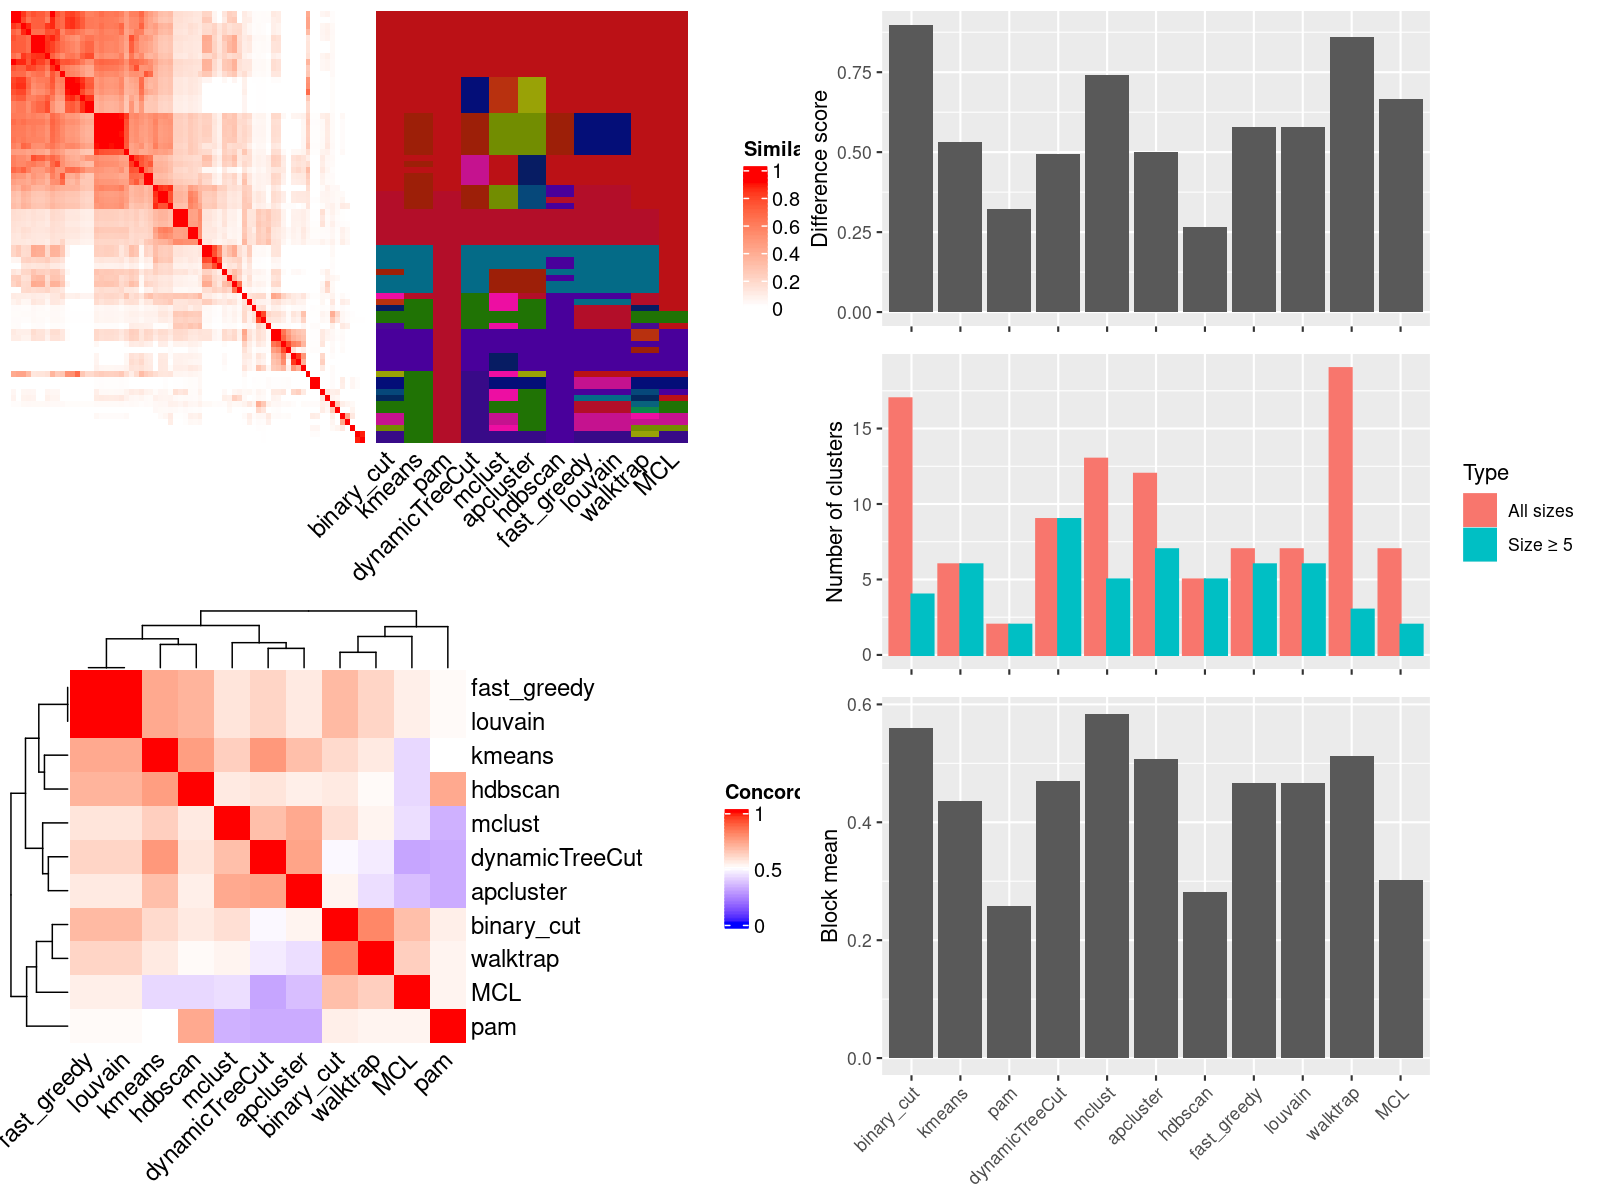 Simila
1
0.8
0.6
0.4
0.2
0
binary_cut
kmeans
pam
dynamicTreeCut
mclust
apcluster
hdbscan
fast_greedy
louvain
walktrap
MCL
Difference score
0.75
0.50
0.25
0.00
Number of clusters
15
10
5
0
Type
All sizes
Size ≥ 5
fast_greedy
louvain
kmeans
hdbscan
mclust
dynamicTreeCut
apcluster
binary_cut
walktrap
MCL
pam
fast_greedy
louvain
kmeans
hdbscan
mclust
dynamicTreeCut
apcluster
binary_cut
walktrap
MCL
pam
Concord
1
0.5
0
Block mean
0.6
0.4
0.2
0.0
binary_cut
kmeans
pam
dynamicTreeCut
mclust
apcluster
hdbscan
fast_greedy
louvain
walktrap
MCL